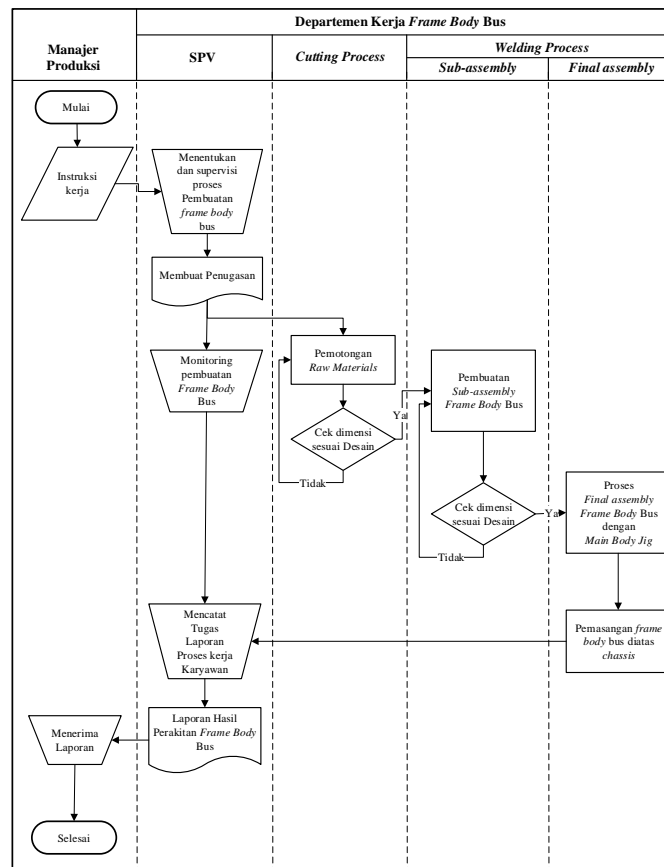 Departemen Kerja Frame Body Bus
Manajer
Produksi
SPV
Cutting Process
Welding Process
Sub-assembly
Final assembly
Mulai
Instruksi
kerja
Menentukan
dan supervisi
proses
Pembuatan
frame body
bus
Membuat Penugasan
Monitoring
pembuatan
Frame Body
Bus
Pemotongan
Raw Materials
Pembuatan
Sub-assembly
Frame Body Bus
Ya
Cek dimensi
sesuai Desain
Tidak
Cek dimensi
sesuai Desain
Ya
Tidak
Proses
Final assembly
Frame Body Bus
dengan
Main Body Jig
Mencatat
Tugas
Laporan
Proses kerja
Karyawan
Pemasangan frame
body bus diatas
chassis
Laporan Hasil
Perakitan Frame Body
Bus
Menerima
Laporan
Selesai